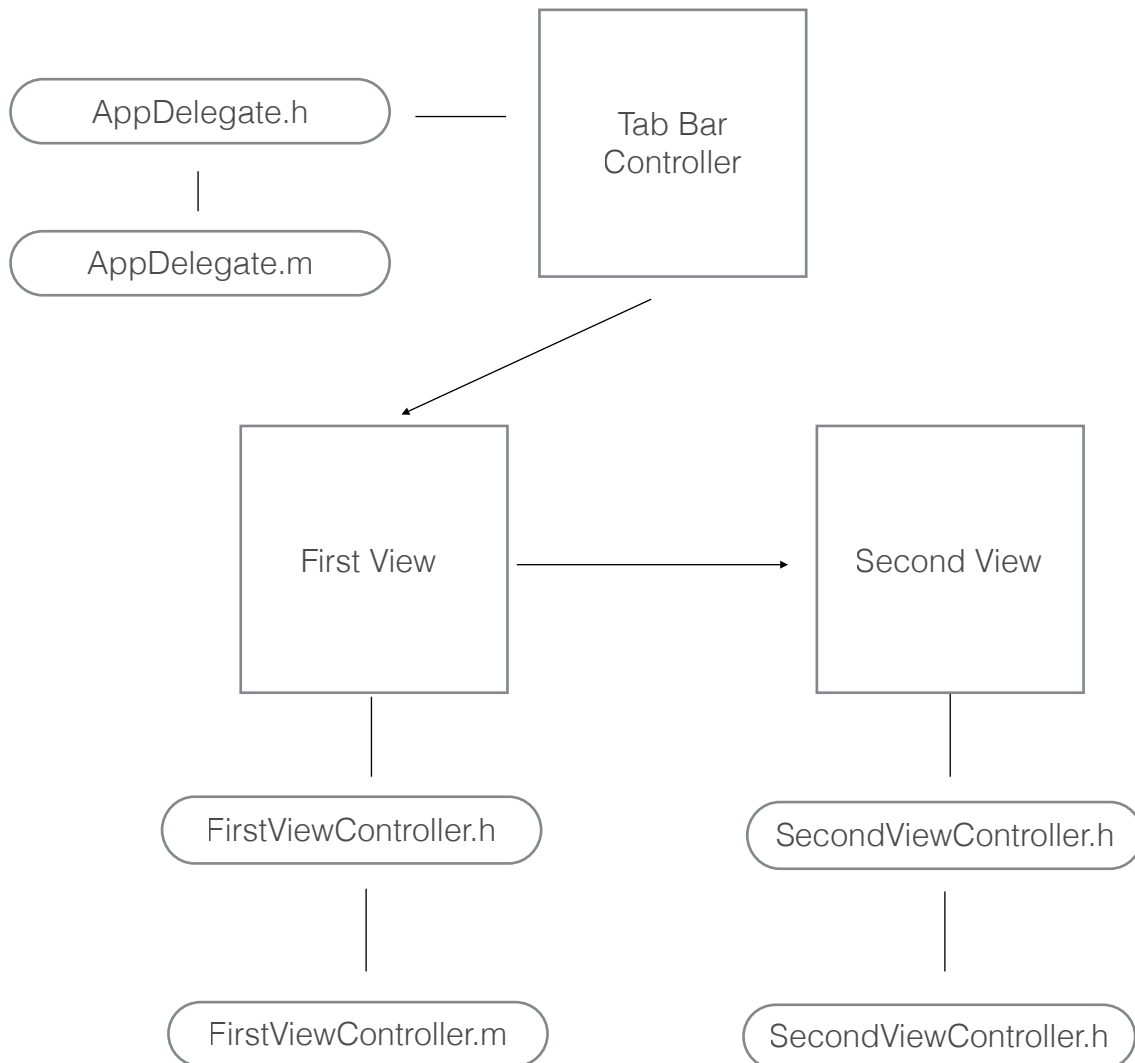 AppDelegate.h
Tab Bar
Controller
AppDelegate.m
First View
Second View
FirstViewController.h
SecondViewController.h
FirstViewController.m
SecondViewController.h